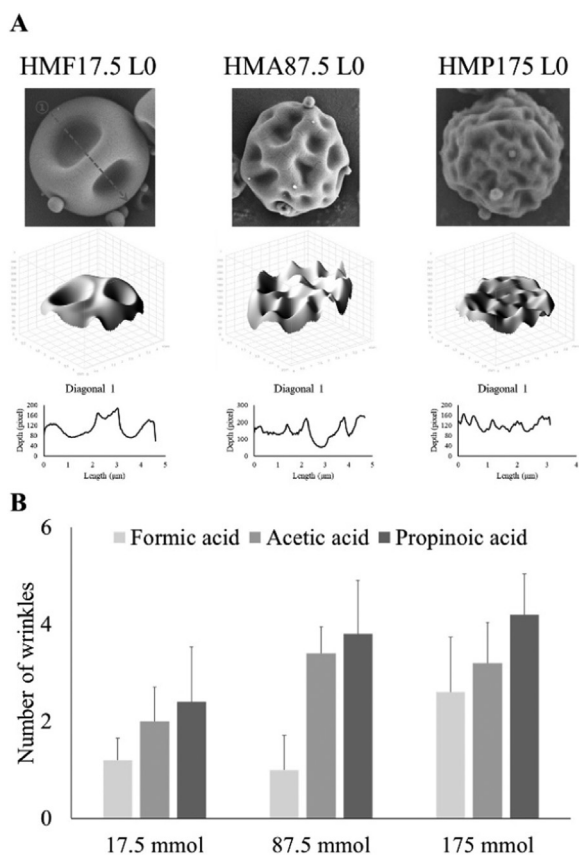 A
HMF17.5 L0
HMA87.5 L0
HMP175 L0
1
Diagonal 1
Diagonal 1
Diagonal 1
Depth (pixel)
200
160
120
80
40
0
0 1 2 3 4 5
Length (μm)
Depth (pixel)
300
200
100
0
0 1 2 3 4 5
Length (μm)
Depth (pixel)
200
160
120
80
40
0
0 1 2 3 4
Length (μm)
B
Number of wrinkles
6
4
2
0
Formic acid Acetic acid Propinoic acid
17.5 mmol 87.5 mmol 175 mmol